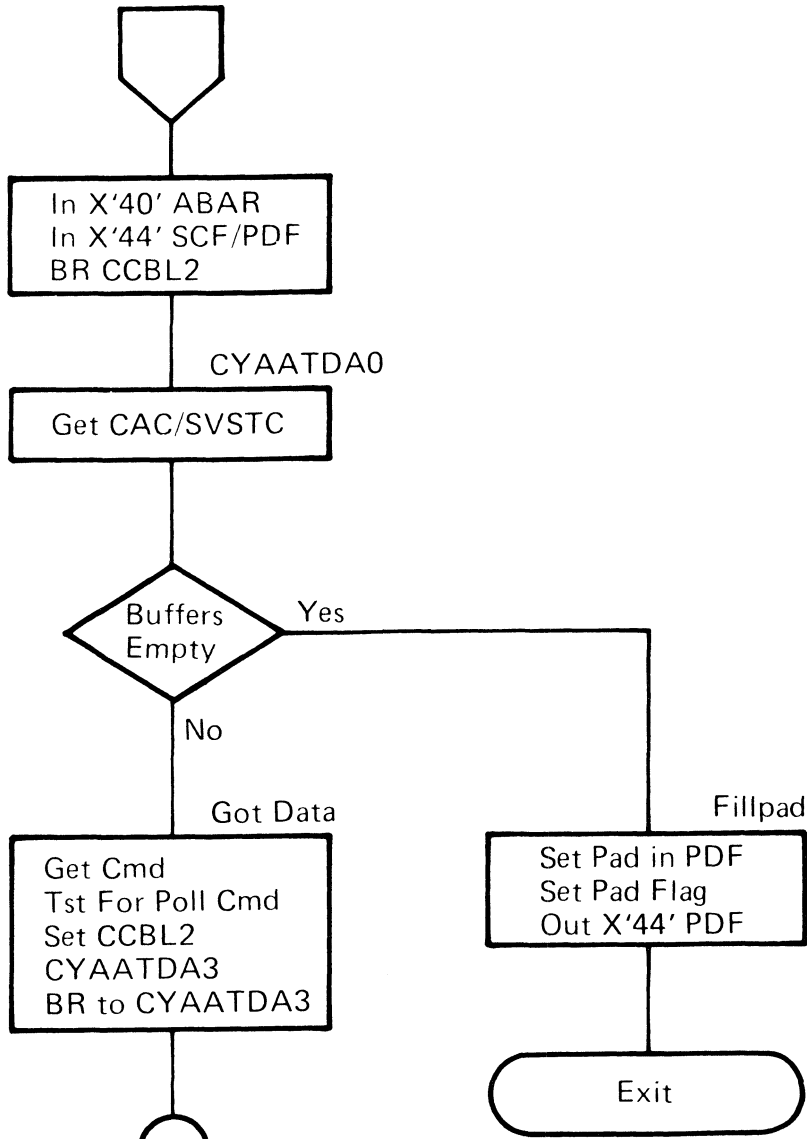 In X'40' ABAR
In X'44' SCF/PDF
BR CCBL2
CYAATDA0
Get CAC/SVSTC
Buffers
Empty
Yes
No
Got Data
Get Cmd
Tst For Poll Cmd
Set CCBL2
CYAATDA3
BR to CYAATDA3
Fillpad
Set Pad in PDF
Set Pad Flag
Out X'44' PDF
Exit